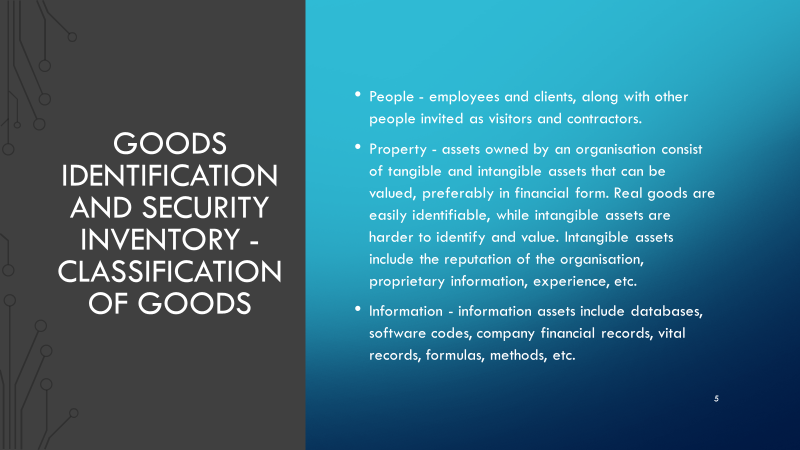 GOODS
IDENTIFICATION
AND SECURITY
INVENTORY -
CLASSIFICATION
OF GOODS
• People - employees and clients, along with other
people invited as visitors and contractors.
• Property - assets owned by an organisation consist
of tangible and intangible assets that can be
valued, preferably in financial form. Real goods are
easily identifiable, while intangible assets are
harder to identify and value. Intangible assets
include the reputation of the organisation,
proprietary information, experience, etc.
• Information - information assets include databases,
software codes, company financial records, vital
records, formulas, methods, etc.
5